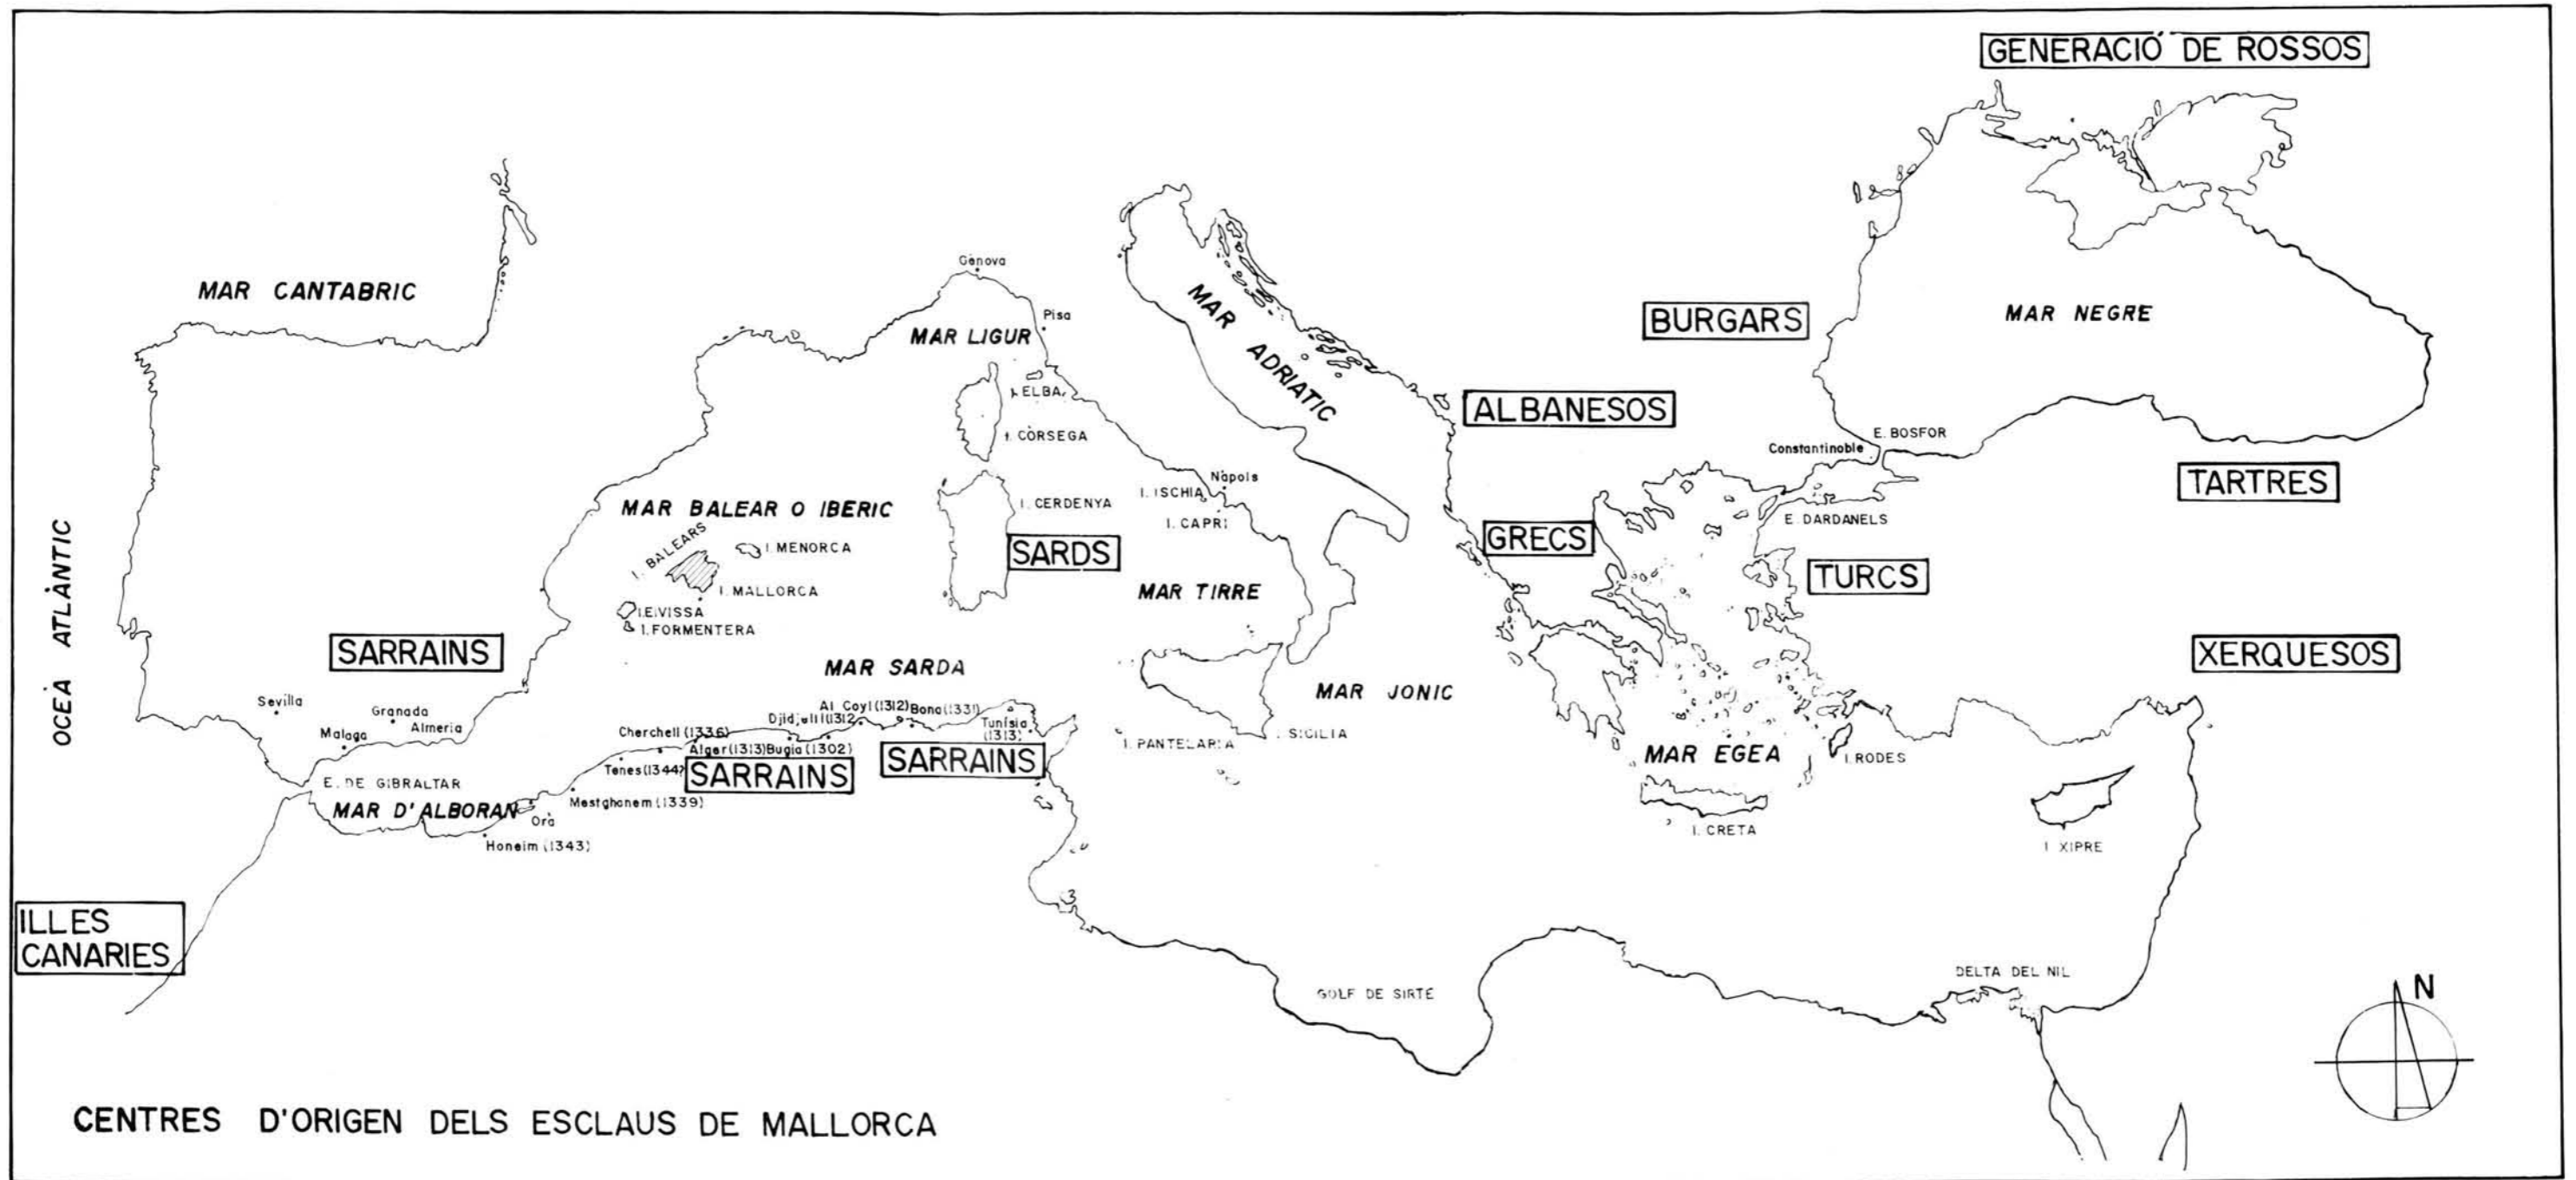 GENERACIÓ DE ROSSOS
MAR CANTABRIC
Gènova
Pisa
MAR LIGUR
MAR ADRIATIC
BURGARS
MAR NEGRE
I. ELBA
ALBANESOS
I. CÒRSEGA
E. BOSFOR
Constantinoble
Nàpols
I. ISCHIA
I. CAPRI
I. CERDENYA
TARTRES
MAR BALEAR O IBERIC
E. DARDANELS
I. BALEARS
I. MENORCA
SARDS
GRECS
TURCS
I. MALLORCA
MAR TIRRE
I. EIVISSA
I. FORMENTERA
OCEÀ ATLÀNTIC
SARRAINS
XERQUESOS
MAR SARDA
MAR JONIC
Sevilla
Granada
Almeria
Malaga
Al Coyl (1312)
Bona (1331)
Djidjelli (1312
Tunísia
(1313)
Cherchell (1336)
Alger (1313)
Bugia (1302)
I. PANTELARIA
I. SICILIA
MAR EGEA
I. RODES
Tenes (1344?
SARRAINS
SARRAINS
E. DE GIBRALTAR
MAR D'ALBORAN
Mestghanem (1339)
Orà
Honeim (1343)
I. CRETA
I. XIPRE
ILLES
CANARIES
GOLF DE SIRTE
DELTA DEL NIL
N
CENTRES D'ORIGEN DELS ESCLAUS DE MALLORCA